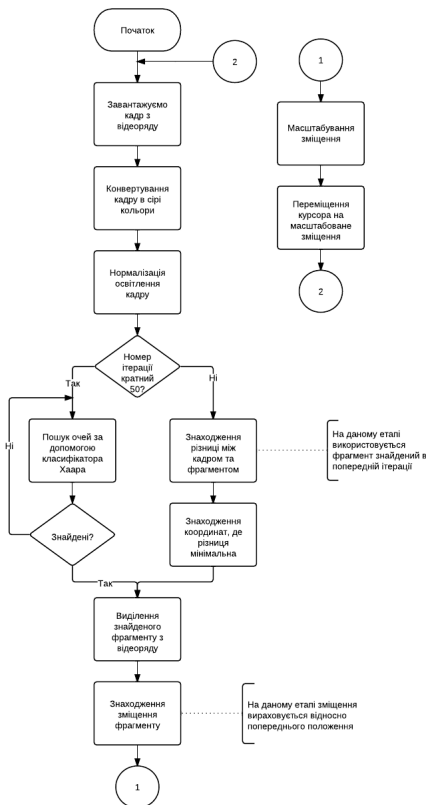 Початок
2
Завантажуємо
кадр з
відеоряду
Конвертування
кадру в сірі
кольори
Нормалізація
освітлення
кадру
Номер
ітерації
кратний
50?
Так
Ні
Пошук очей за
допомогою
класифікатора
Хаара
Ні
Знайдені?
Знаходження
різниці між
кадром та
фрагментом
На даному етапі
використовується
фрагмент знайдений в
попередній ітерації
Знаходження
координат, де
різниця
мінімальна
Так
Виділення
знайденого
фрагменту з
відеоряду
Знаходження
зміщення
фрагменту
На даному етапі зміщення
вираховується відносно
попереднього положення
1
1
Масштабування
зміщення
Переміщення
курсора на
масштабоване
зміщення
2